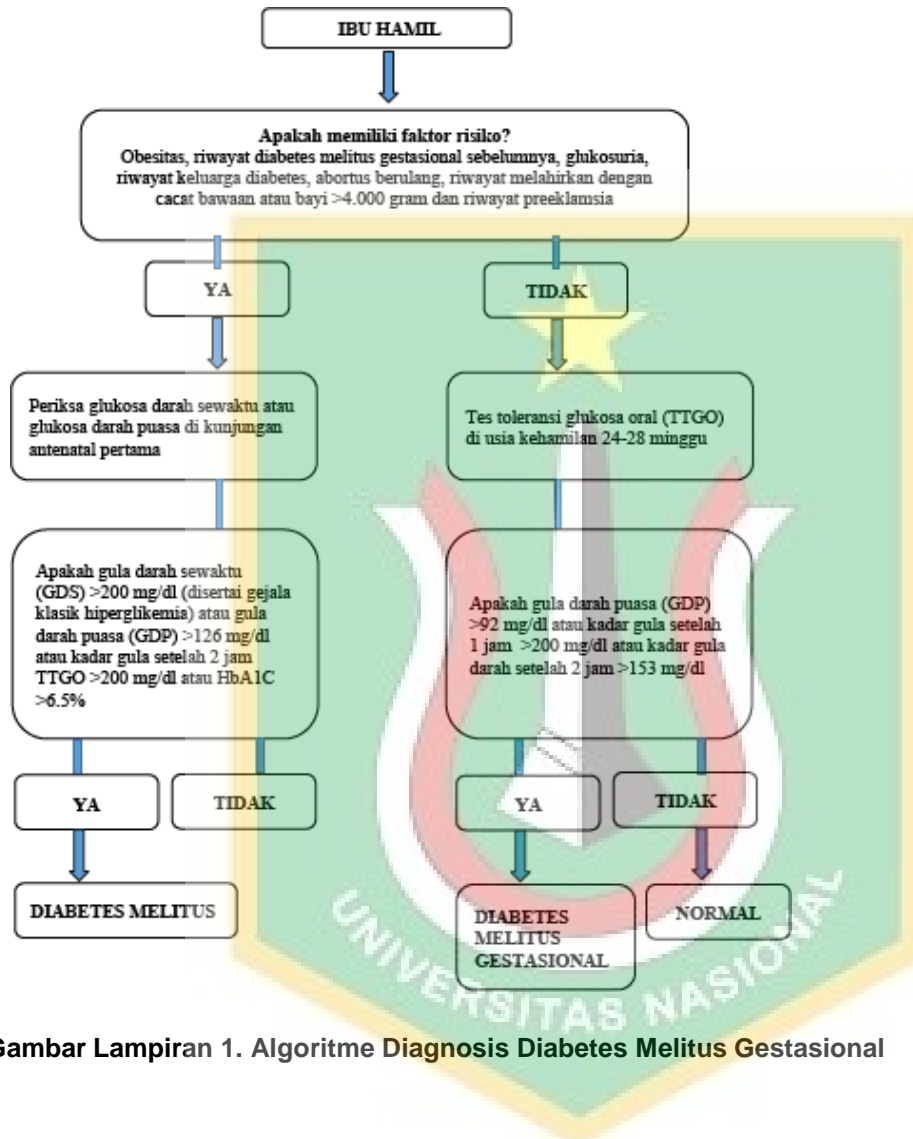 IBU HAMIL
Apakah memiliki faktor risiko?
Obesitas, riwayat diabetes melitus gestasional sebelumnya, glukosuria,
riwayat keluarga diabetes, abortus berulang, riwayat melahirkan dengan
cacat bawaan atau bayi >4.000 gram dan riwayat preeklamsia
YA
TIDAK
Periksa glukosa darah sewaktu atau
glukosa darah puasa di kunjungan
antenatal pertama
Tes toleransi glukosa oral (TTGO)
di usia kehamilan 24-28 minggu
Apakah gula darah sewaktu
(GDS) >200 mg/dl (disertai gejala
klasik hiperglikemia) atau gula
darah puasa (GDP) >126 mg/dl
atau kadar gula setelah 2 jam
TTGO >200 mg/dl atau HbA1C
>6.5%
Apakah gula darah puasa (GDP)
>92 mg/dl atau kadar gula setelah
1 jam >200 mg/dl atau kadar gula
darah setelah 2 jam >153 mg/dl
YA
TIDAK
YA
TIDAK
DIABETES MELITUS
DIABETES
MELITUS
GESTASIONAL
NORMAL
UNIVERSITAS NASIONAL
Gambar Lampiran 1. Algoritme Diagnosis Diabetes Melitus Gestasional